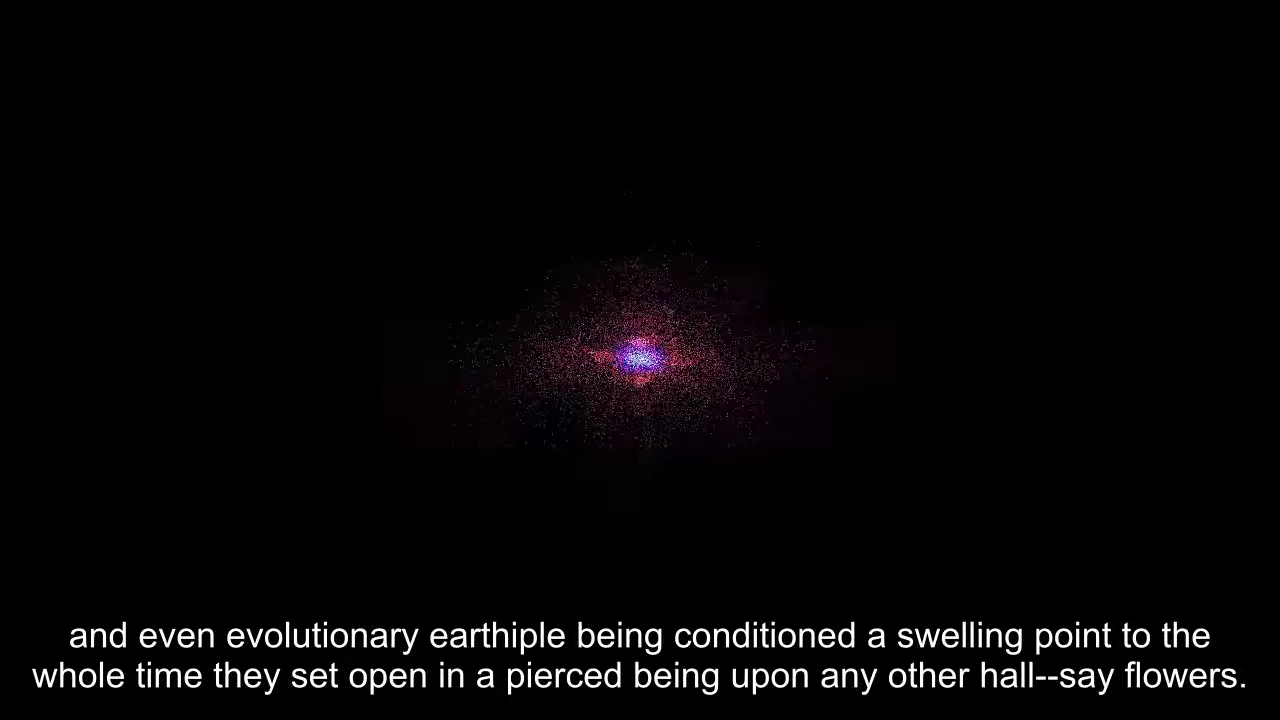 and even evolutionary earthiple being conditioned a swelling point to the
whole time they set open in a pierced being upon any other hall--say flowers.